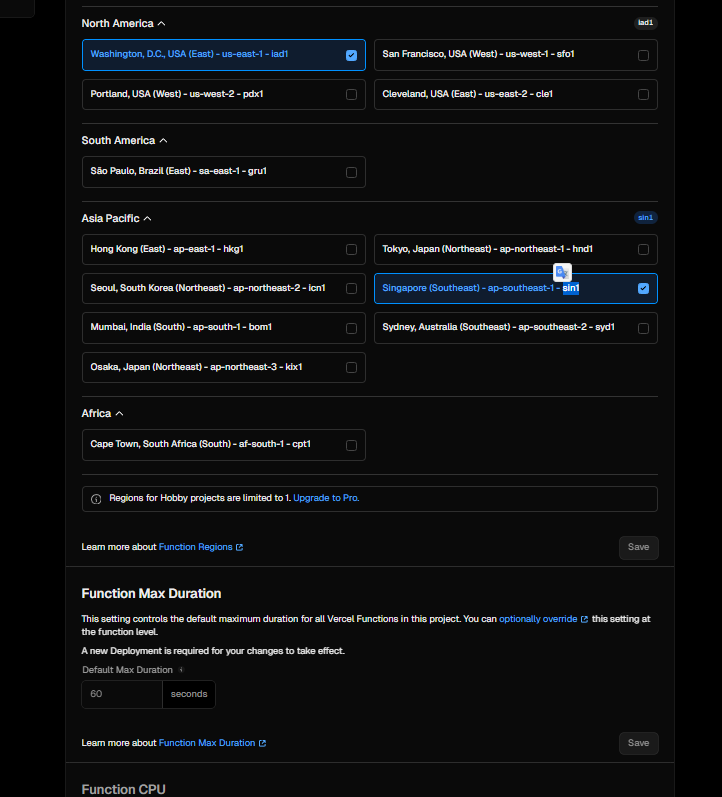 North America
iad1
Washington, D.C., USA (East) - us-east-1 - iad1
San Francisco, USA (West) - us-west-1 - sfo1
Portland, USA (West) - us-west-2 - pdx1
Cleveland, USA (East) - us-east-2 - cle1
South America
São Paulo, Brazil (East) - sa-east-1 - gru1
Asia Pacific
sin1
Hong Kong (East) - ap-east-1 - hkg1
Tokyo, Japan (Northeast) - ap-northeast-1 - hnd1
Seoul, South Korea (Northeast) - ap-northeast-2 - icn1
Singapore (Southeast) - ap-southeast-1 - sin1
Mumbai, India (South) - ap-south-1 - bom1
Sydney, Australia (Southeast) - ap-southeast-2 - syd1
Osaka, Japan (Northeast) - ap-northeast-3 - kix1
Africa
Cape Town, South Africa (South) - af-south-1 - cpt1
Regions for Hobby projects are limited to 1. Upgrade to Pro.
Learn more about Function Regions
Save
Function Max Duration
This setting controls the default maximum duration for all Vercel Functions in this project. You can optionally override this setting at
the function level.
A new Deployment is required for your changes to take effect.
Default Max Duration
60
seconds
Learn more about Function Max Duration
Save
Function CPU